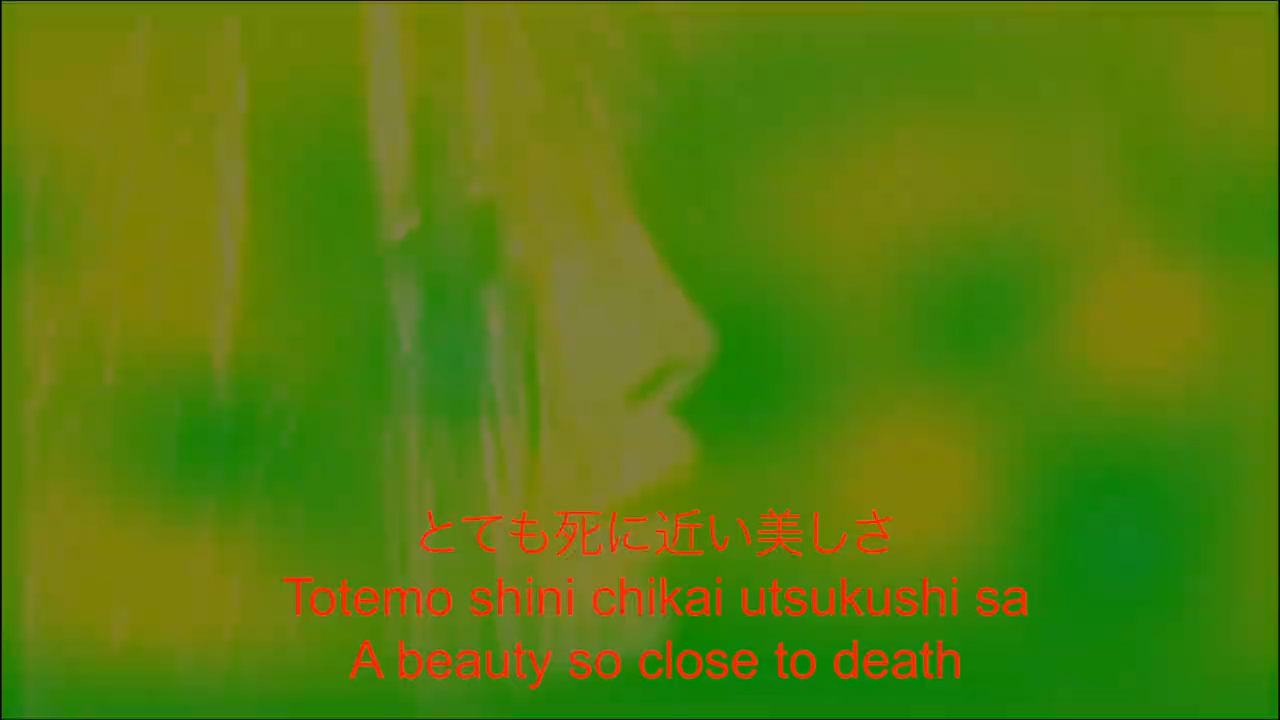 とても死に近い美しさ
Totemo shini chikai utsukushi sa
A beauty so close to death